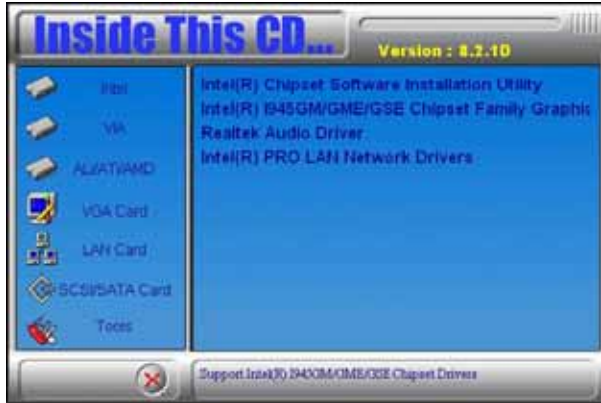 Inside This CD...
Version : 8.2.10
Intel
VIA
ALi/ATI/AMD
VGA Card
LAN Card
SCSI/SATA Card
Tools
Intel(R) Chipset Software Installation Utility
Intel(R) I945GM/GME/GSE Chipset Family Graphic
Realtek Audio Driver
Intel(R) PRO LAN Network Drivers
Support Intel(R) I945GM/GME/GSE Chipset Drivers